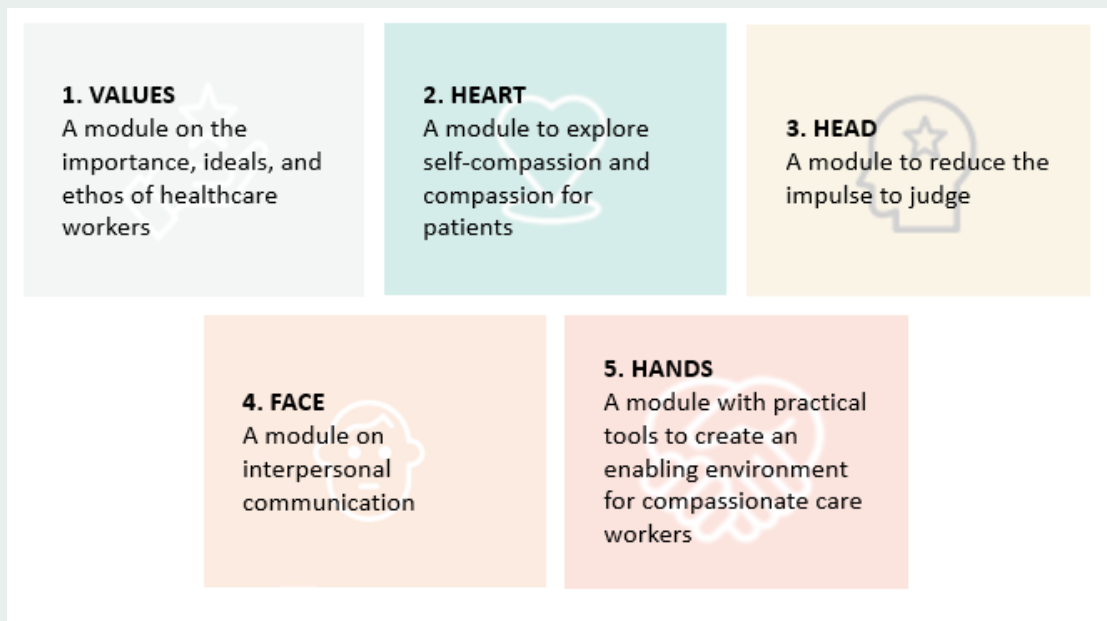 1. VALUES
A module on the
importance, ideals, and
ethos of healthcare
workers
2. HEART
A module to explore
self-compassion and
compassion for
patients
3. HEAD
A module to reduce the
impulse to judge
4. FACE
A module on
interpersonal
communication
5. HANDS
A module with practical
tools to create an
enabling environment
for compassionate care
workers